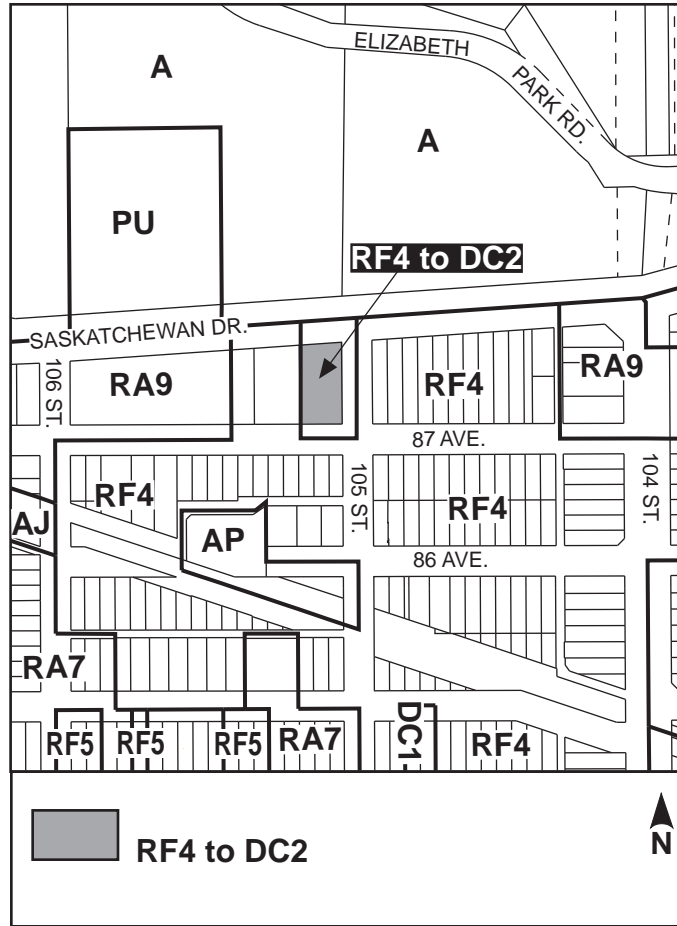 ELIZABETH
PARK RD.
A
A
PU
RF4 to DC2
SASKATCHEWAN DR.
106 ST.
RA9
RF4
RA9
87 AVE.
105 ST.
104 ST.
RF4
RF4
AJ
AP
86 AVE.
RA7
RF5
RF5
RF5
RA7
DC1
RF4
RF4 to DC2
N